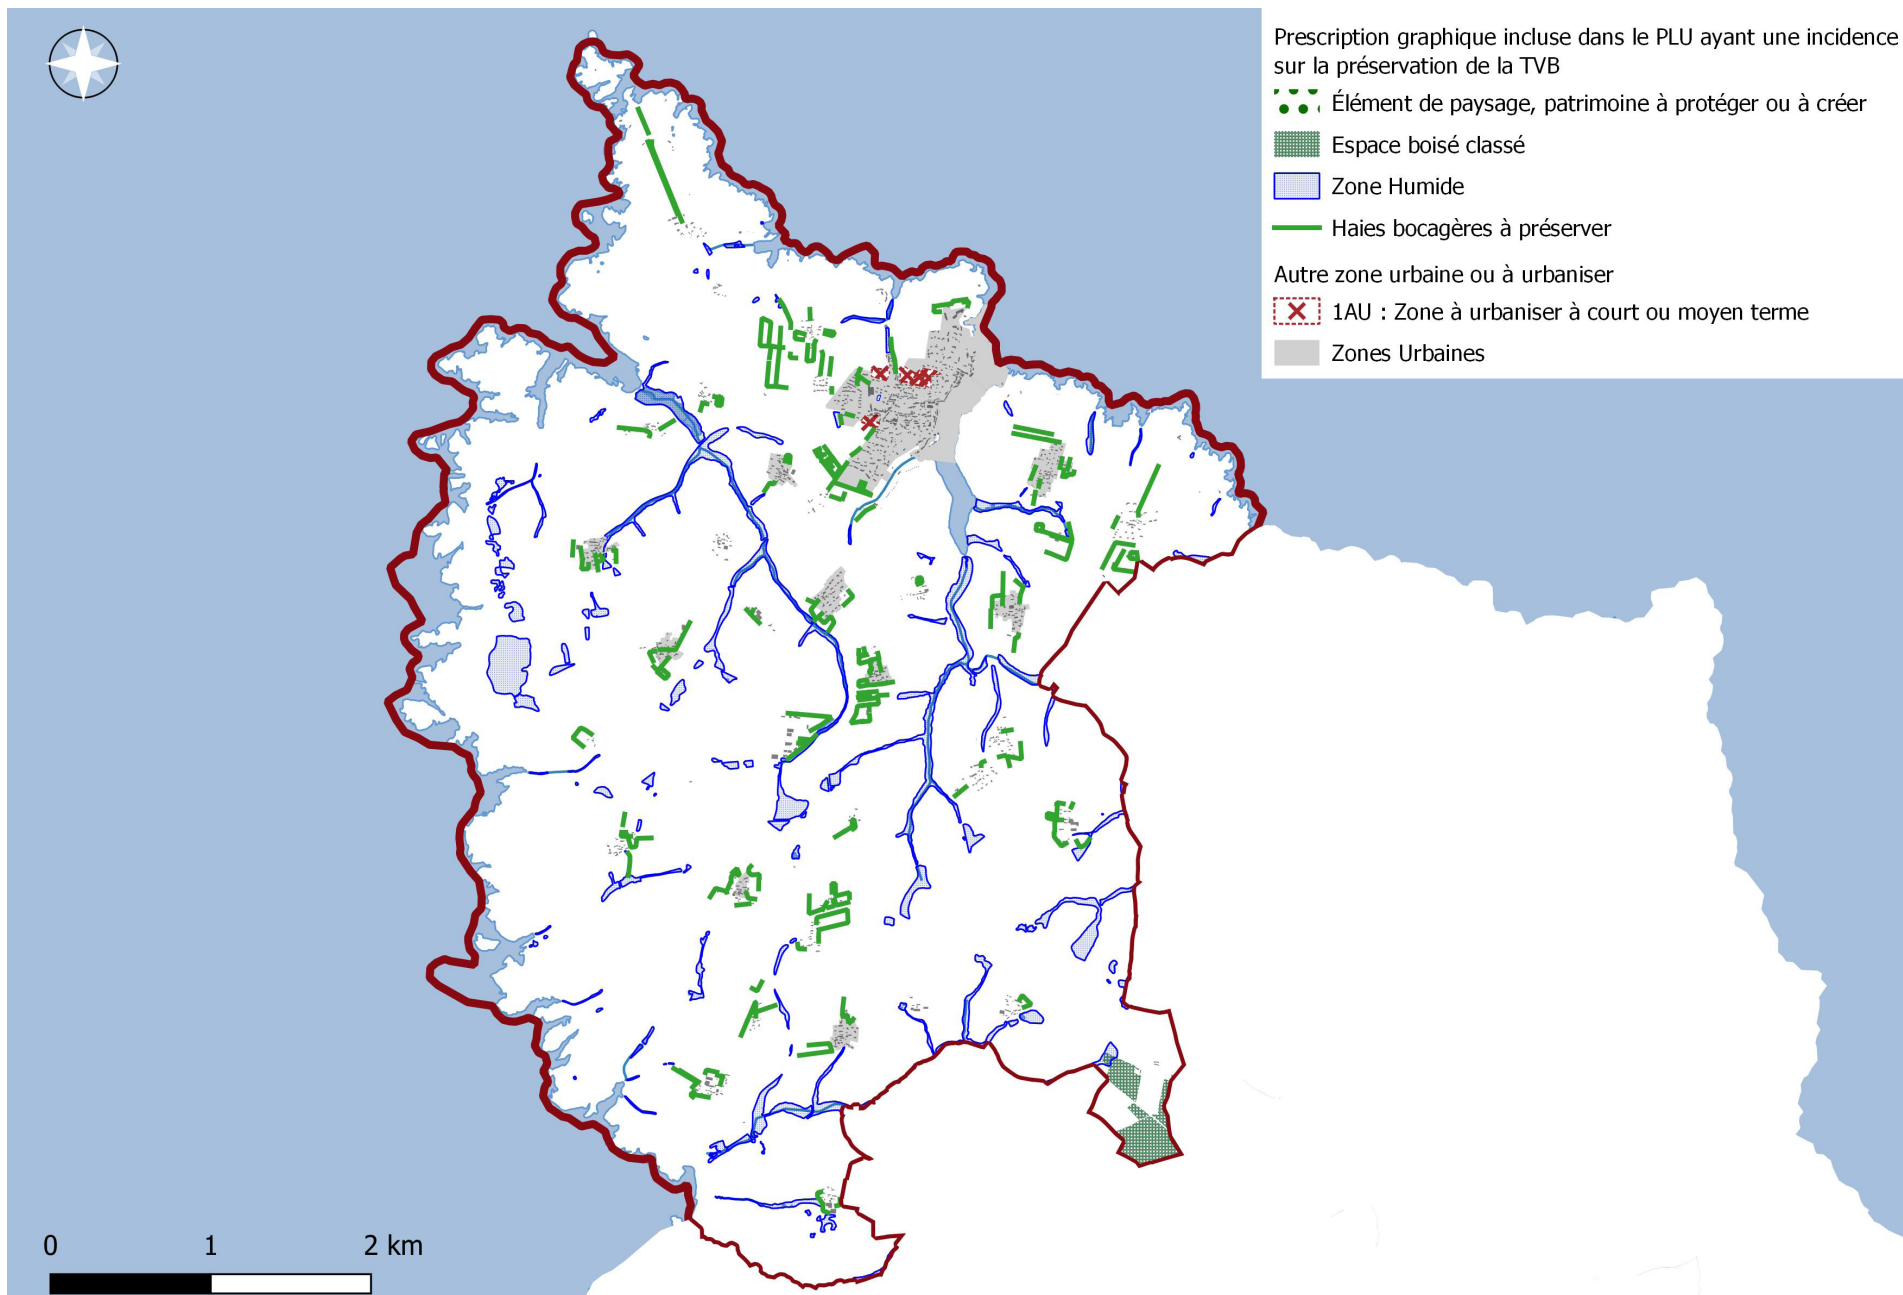 Prescription graphique incluse dans le PLU ayant une incidence
sur la préservation de la TVB
Élément de paysage, patrimoine à protéger ou à créer
Espace boisé classé
Zone Humide
Haies bocagères à préserver
Autre zone urbaine ou à urbaniser
1AU : Zone à urbaniser à court ou moyen terme
Zones Urbaines
0 1 2 km